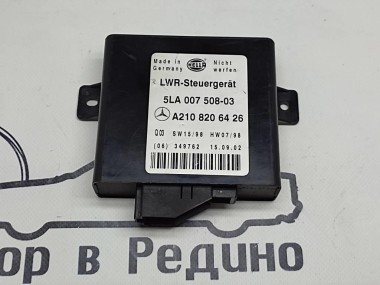 Made in Germany
HELLA
Nicht werfen
LWR-Steuergerät
5LA 007 508-03
A210 820 64 26
Q03 SW15/98 HW07/98
(06) 349762 15.09.02
ор в Редино